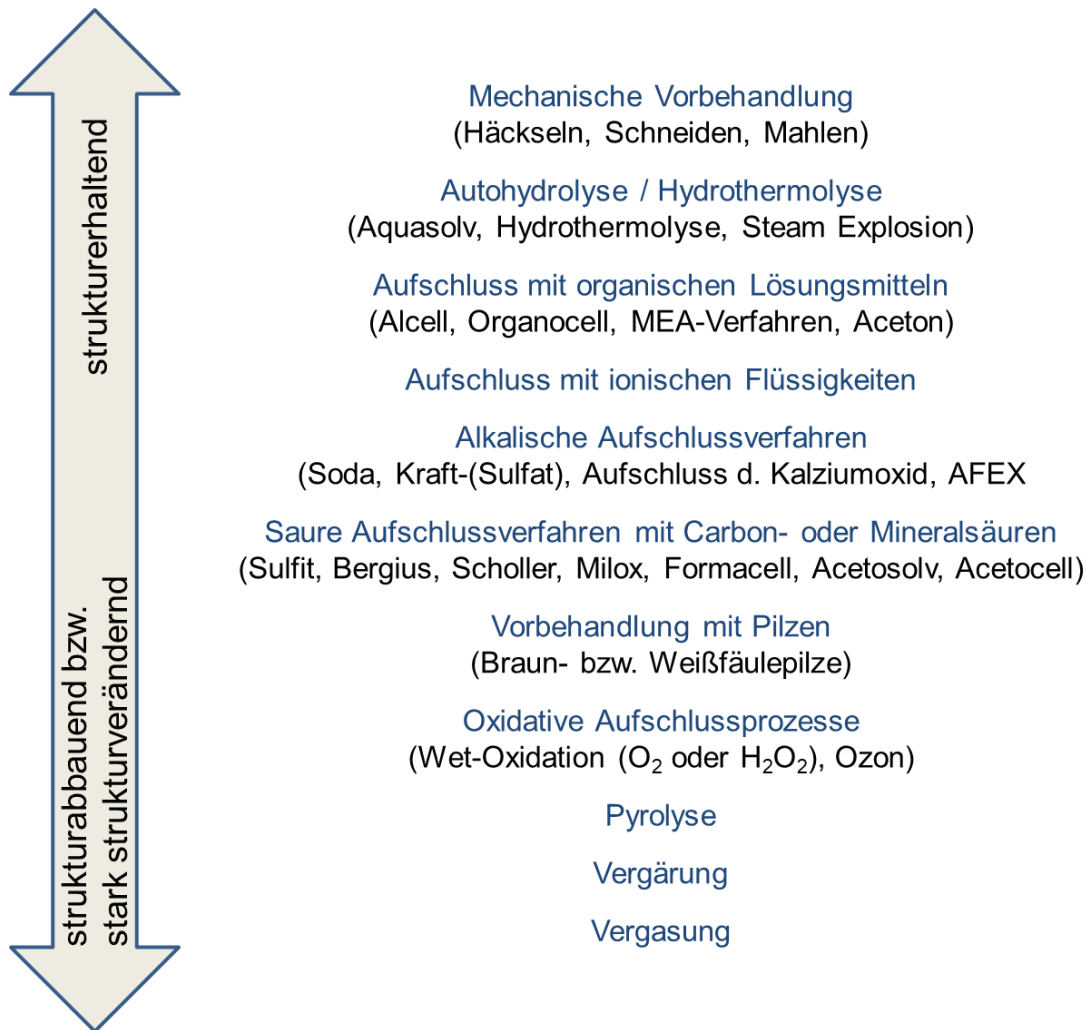 strukturerhaltend
strukturabbauend bzw.
stark strukturverändernd
Mechanische Vorbehandlung
(Häckseln, Schneiden, Mahlen)
Autohydrolyse / Hydrothermolyse
(Aquasolv, Hydrothermolyse, Steam Explosion)
Aufschluss mit organischen Lösungsmitteln
(Alcell, Organocell, MEA-Verfahren, Aceton)
Aufschluss mit ionischen Flüssigkeiten
Alkalische Aufschlussverfahren
(Soda, Kraft-(Sulfat), Aufschluss d. Kalziumoxid, AFEX
Saure Aufschlussverfahren mit Carbon- oder Mineralsäuren
(Sulfit, Bergius, Scholler, Milox, Formacell, Acetosolv, Acetocell)
Vorbehandlung mit Pilzen
(Braun- bzw. Weißfäulepilze)
Oxidative Aufschlussprozesse
(Wet-Oxidation (O₂ oder H₂O₂), Ozon)
Pyrolyse
Vergärung
Vergasung